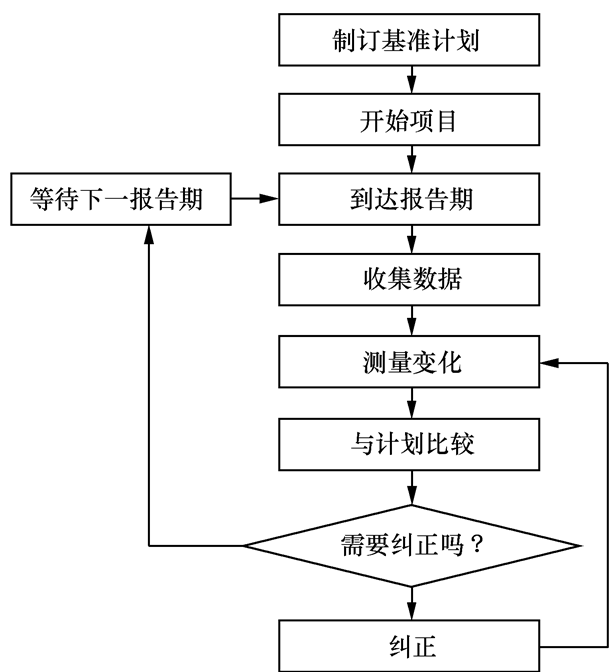 制订基准计划
开始项目
等待下一报告期
到达报告期
收集数据
测量变化
与计划比较
需要纠正吗？
纠正